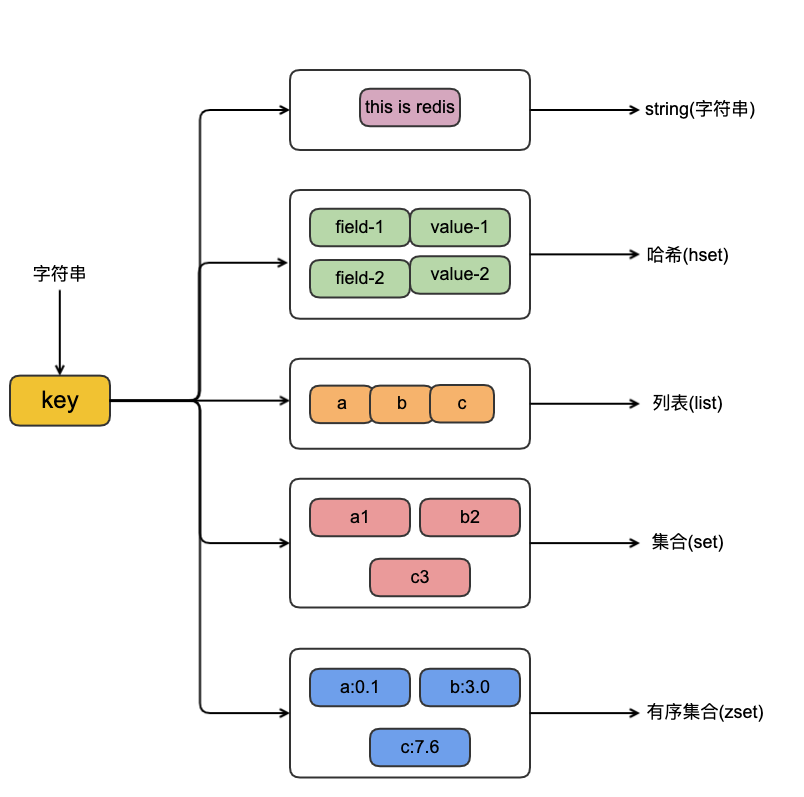 字符串
key
this is redis
string(字符串)
field-1 value-1
field-2 value-2
哈希(hset)
a b c
列表(list)
a1 b2
c3
集合(set)
a:0.1 b:3.0
c:7.6
有序集合(zset)